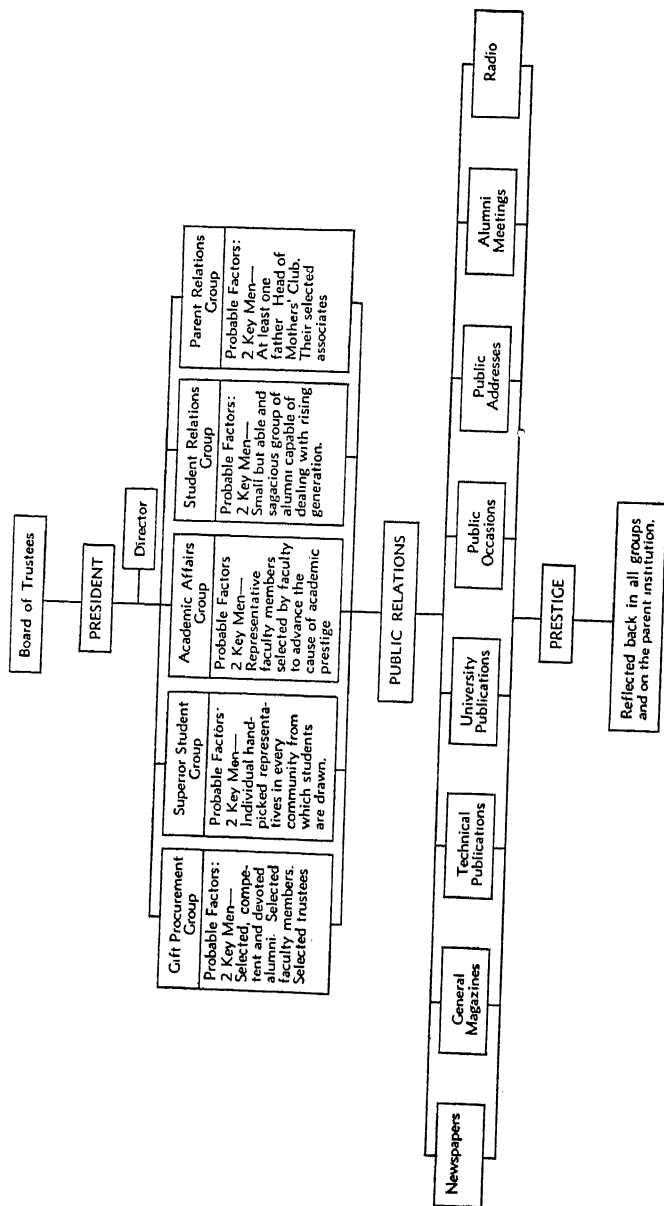 Board of Trustees
PRESIDENT
Director
Gift Procurement
Group
Probable Factors:
2 Key Men—
Selected, compe-
tent and devoted
alumni. Selected
faculty members.
Selected trustees
Superior Student
Group
Probable Factors:
2 Key Men—
Individual hand-
picked representa-
tives in every
community from
which students
are drawn.
Academic Affairs
Group
Probable Factors
2 Key Men—
Representative
faculty members
selected by faculty
to advance the
cause of academic
prestige
Student Relations
Group
Probable Factors:
2 Key Men—
Small but able and
sagacious group of
alumni capable of
dealing with rising
generation.
Parent Relations
Group
Probable Factors:
2 Key Men—
At least one
father Head of
Mothers' Club.
Their selected
associates
PUBLIC RELATIONS
Newspapers
General
Magazines
Technical
Publications
University
Publications
Public
Occasions
Public
Addresses
Alumni
Meetings
Radio
PRESTIGE
Reflected back in all groups
and on the parent institution.